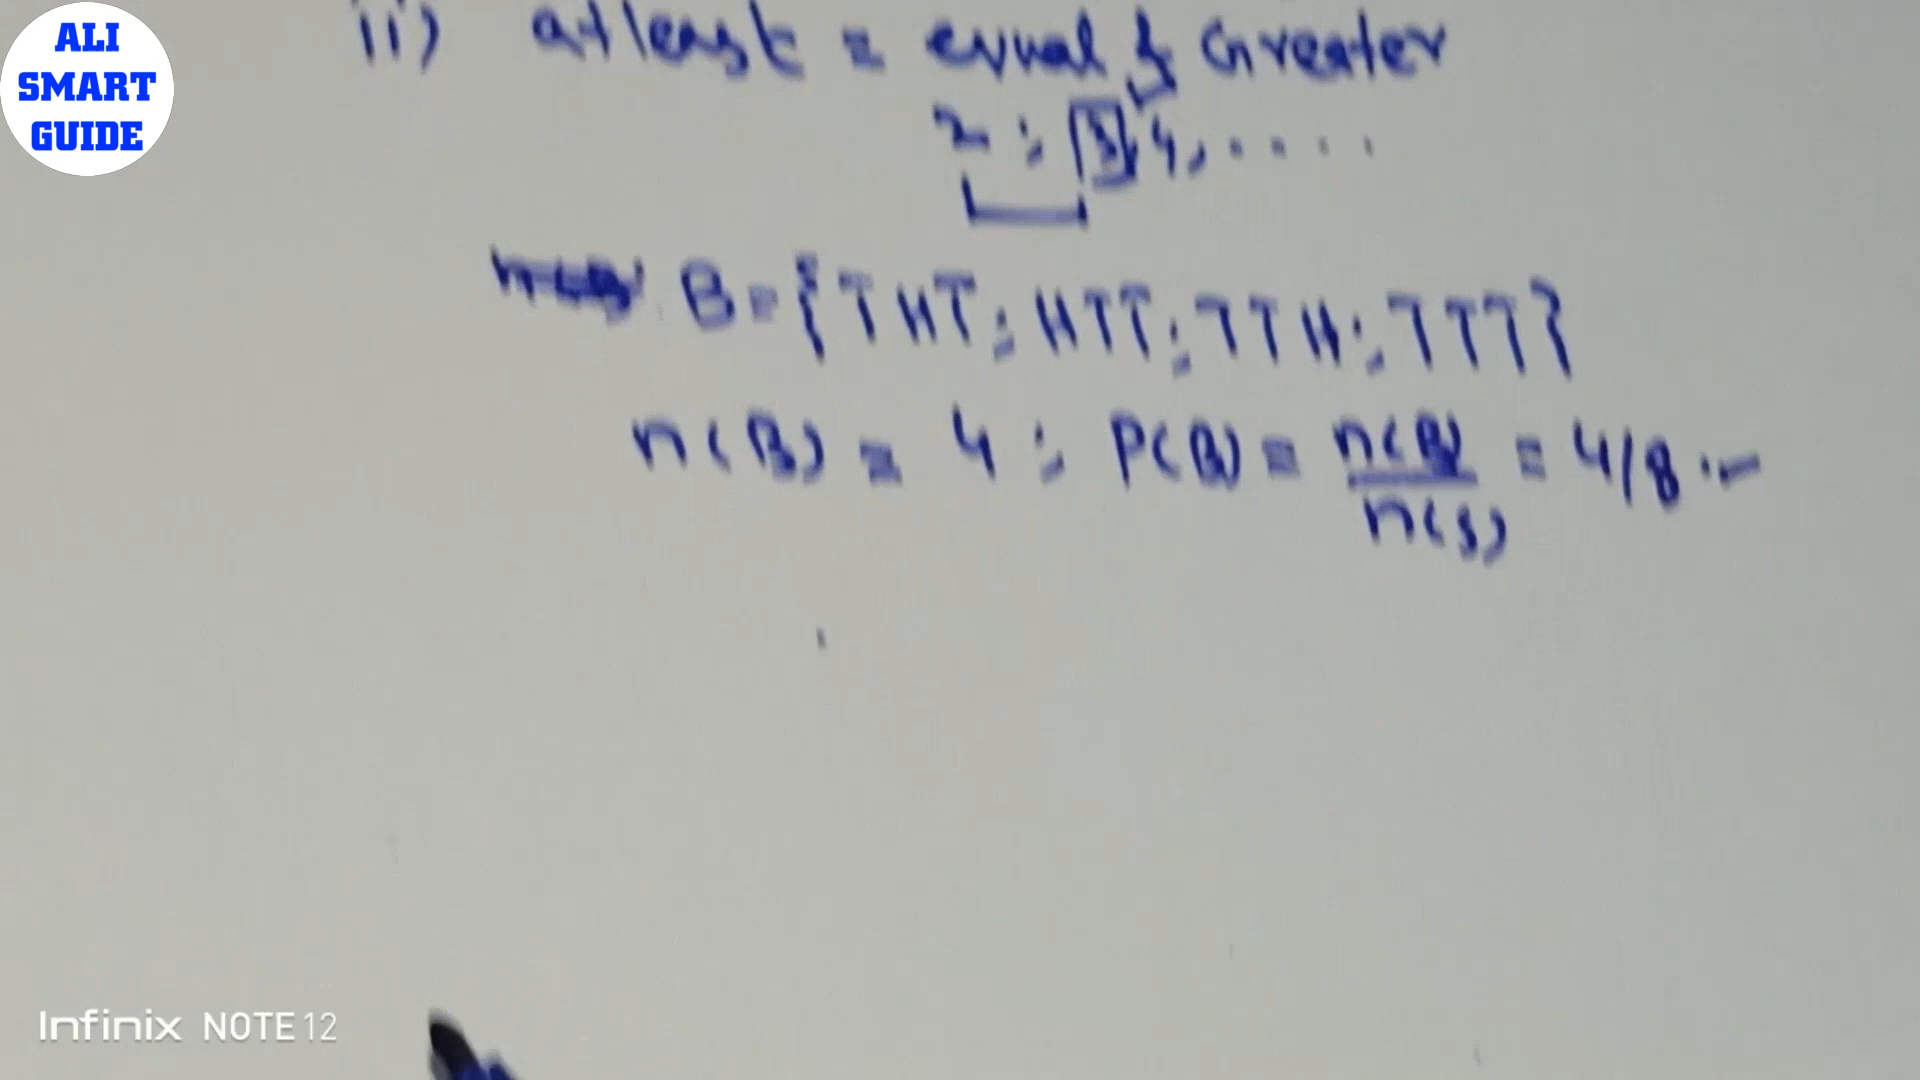 ALI
SMART
GUIDE
ii) atleast = equal & Greater
2 : 3, 4, . . . . .
B = {THT; HTT; TTH; TTT}
n(B) = 4 ; P(B) = n(B)/n(S) = 4/8
Infinix NOTE 12